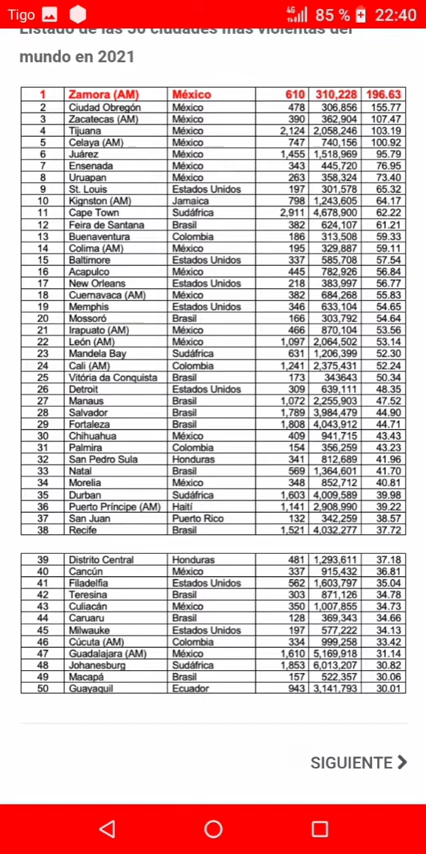 Tigo 85 % 22:40
Listado de las 50 ciudades más violentas del
mundo en 2021
1 Zamora (AM) México 610 310,228 196.63
2 Ciudad Obregón México 478 306,856 155.77
3 Zacatecas (AM) México 390 362,904 107.47
4 Tijuana México 2,124 2,058,246 103.19
5 Celaya (AM) México 747 740,156 100.92
6 Juárez México 1,455 1,518,969 95.79
7 Ensenada México 343 445,720 76.95
8 Uruapan México 263 358,324 73.40
9 St. Louis Estados Unidos 197 301,578 65.32
10 Kignston (AM) Jamaica 798 1,243,605 64.17
11 Cape Town Sudáfrica 2,911 4,678,900 62.22
12 Feira de Santana Brasil 382 624,107 61.21
13 Buenaventura Colombia 186 313,508 59.33
14 Colima (AM) México 195 329,887 59.11
15 Baltimore Estados Unidos 337 585,708 57.54
16 Acapulco México 445 782,926 56.84
17 New Orleans Estados Unidos 218 383,997 56.77
18 Cuernavaca (AM) México 382 684,268 55.83
19 Memphis Estados Unidos 346 633,104 54.65
20 Mossoró Brasil 166 303,792 54.64
21 Irapuato (AM) México 466 870,104 53.56
22 León (AM) México 1,097 2,064,502 53.14
23 Mandela Bay Sudáfrica 631 1,206,399 52.30
24 Cali (AM) Colombia 1,241 2,375,431 52.24
25 Vitória da Conquista Brasil 173 343643 50.34
26 Detroit Estados Unidos 309 639,111 48.35
27 Manaus Brasil 1,072 2,255,903 47.52
28 Salvador Brasil 1,789 3,984,479 44.90
29 Fortaleza Brasil 1,808 4,043,912 44.71
30 Chihuahua México 409 941,715 43.43
31 Palmira Colombia 154 356,259 43.23
32 San Pedro Sula Honduras 341 812,689 41.96
33 Natal Brasil 569 1,364,601 41.70
34 Morelia México 348 852,712 40.81
35 Durban Sudáfrica 1,603 4,009,589 39.98
36 Puerto Príncipe (AM) Haití 1,141 2,908,990 39.22
37 San Juan Puerto Rico 132 342,259 38.57
38 Recife Brasil 1,521 4,032,277 37.72
39 Distrito Central Honduras 481 1,293,611 37.18
40 Cancún México 337 915,432 36.81
41 Filadelfia Estados Unidos 562 1,603,797 35.04
42 Teresina Brasil 303 871,126 34.78
43 Culiacán México 350 1,007,855 34.73
44 Caruaru Brasil 128 369,343 34.66
45 Milwauke Estados Unidos 197 577,222 34.13
46 Cúcuta (AM) Colombia 334 999,258 33.42
47 Guadalajara (AM) México 1,610 5,169,918 31.14
48 Johanesburg Sudáfrica 1,853 6,013,207 30.82
49 Macapá Brasil 157 522,357 30.06
50 Guayaquil Ecuador 943 3,141,793 30.01
SIGUIENTE